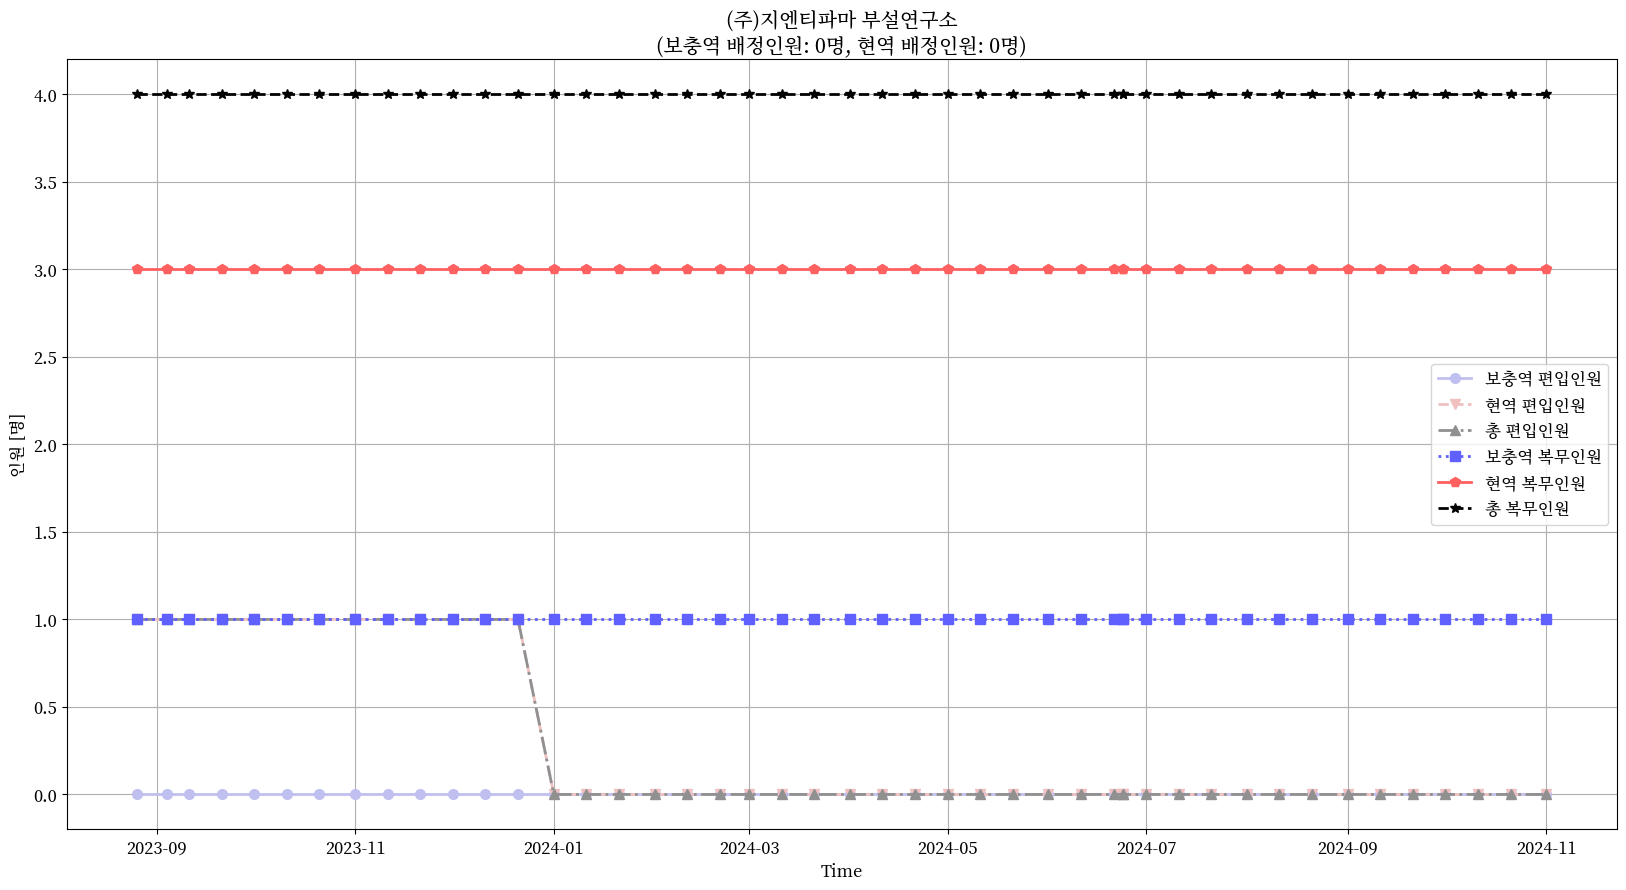 (주)지엔티파마 부설연구소
(보충역 배정인원: 0명, 현역 배정인원: 0명)
4.0
3.5
3.0
2.5
2.0
1.5
1.0
0.5
0.0
인원 [명]
보충역 편입인원
현역 편입인원
총 편입인원
보충역 복무인원
현역 복무인원
총 복무인원
2023-09 2023-11 2024-01 2024-03 2024-05 2024-07 2024-09 2024-11
Time